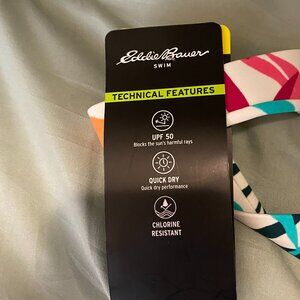 Eddie Bauer
SWIM
TECHNICAL FEATURES
UPF 50
Blocks the sun's harmful rays
QUICK DRY
Quick dry performance
CHLORINE
RESISTANT